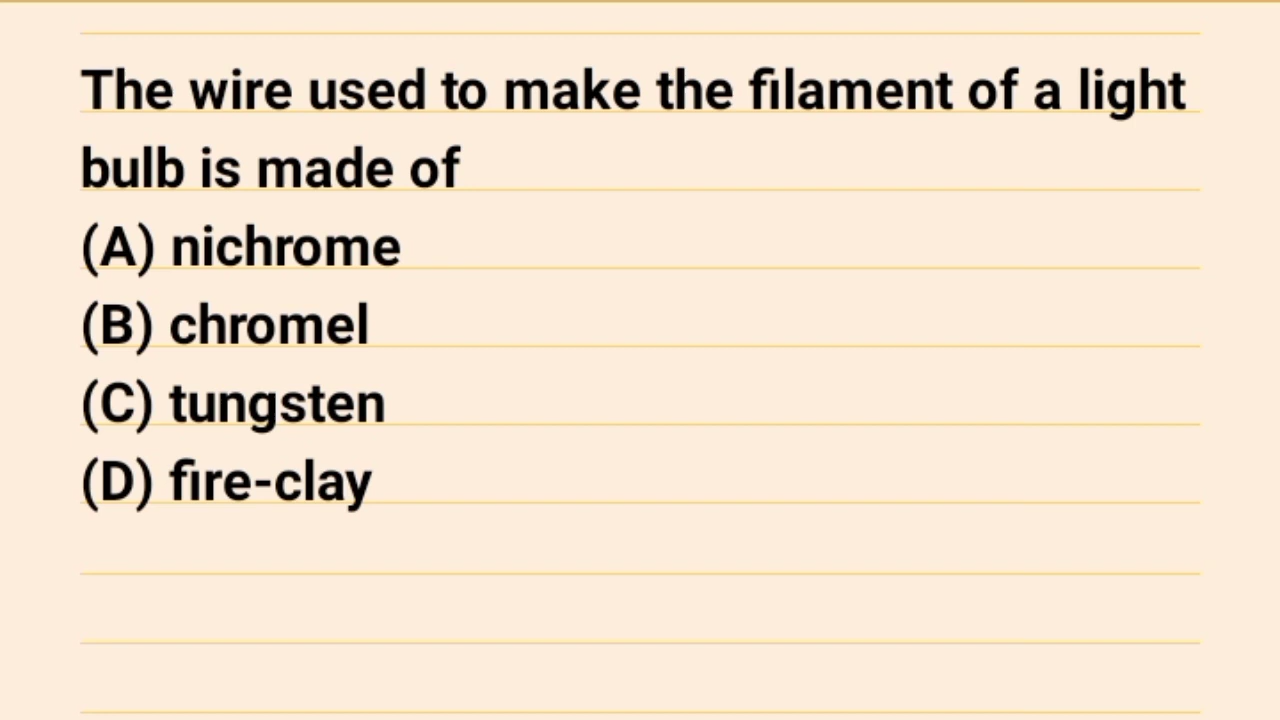 The wire used to make the filament of a light
bulb is made of
(A) nichrome
(B) chromel
(C) tungsten
(D) fire-clay